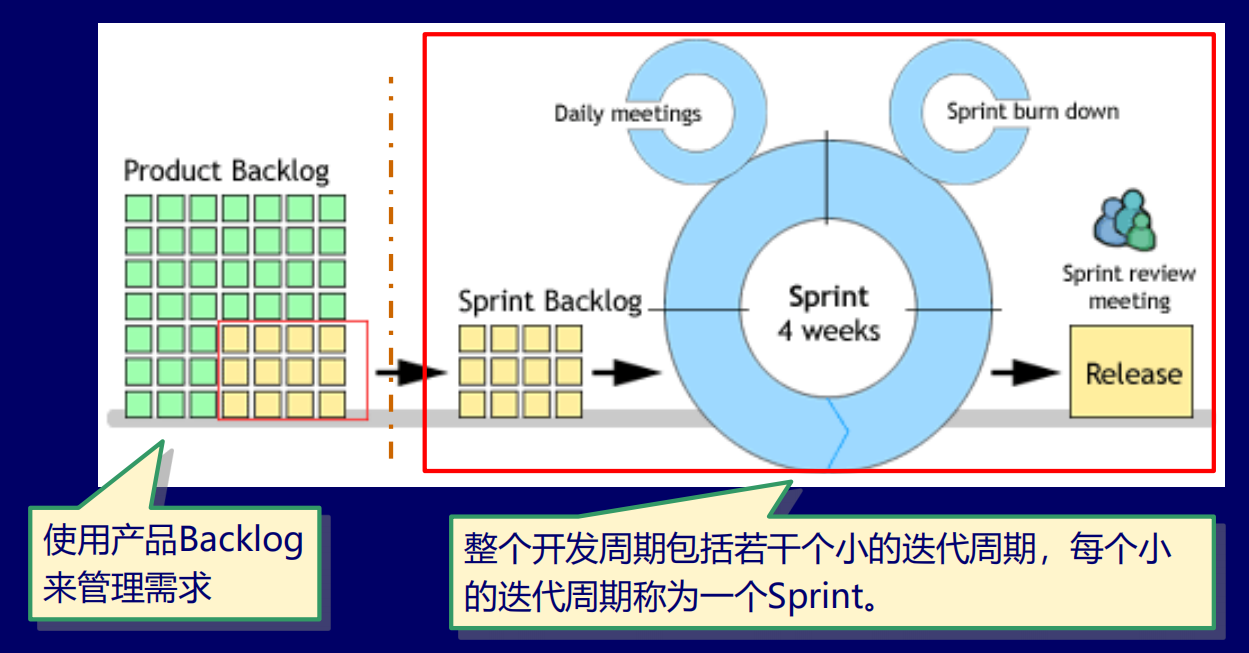 Daily meetings
Sprint burn down
Product Backlog
Sprint Backlog
Sprint
4 weeks
Sprint review
meeting
Release
使用产品Backlog
来管理需求
整个开发周期包括若干个小的迭代周期，每个小
的迭代周期称为一个Sprint。